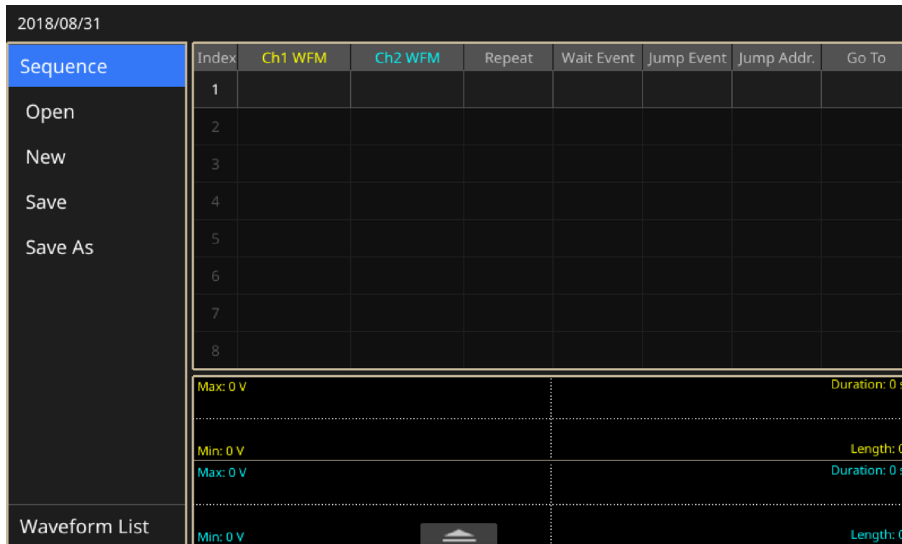 2018/08/31
Sequence
Open
New
Save
Save As
Waveform List
Index Ch1 WFM Ch2 WFM Repeat Wait Event Jump Event Jump Addr. Go To
1
2
3
4
5
6
7
8
Max: 0 V Duration: 0 s
Min: 0 V Length: 0
Max: 0 V Duration: 0 s
Min: 0 V Length: 0